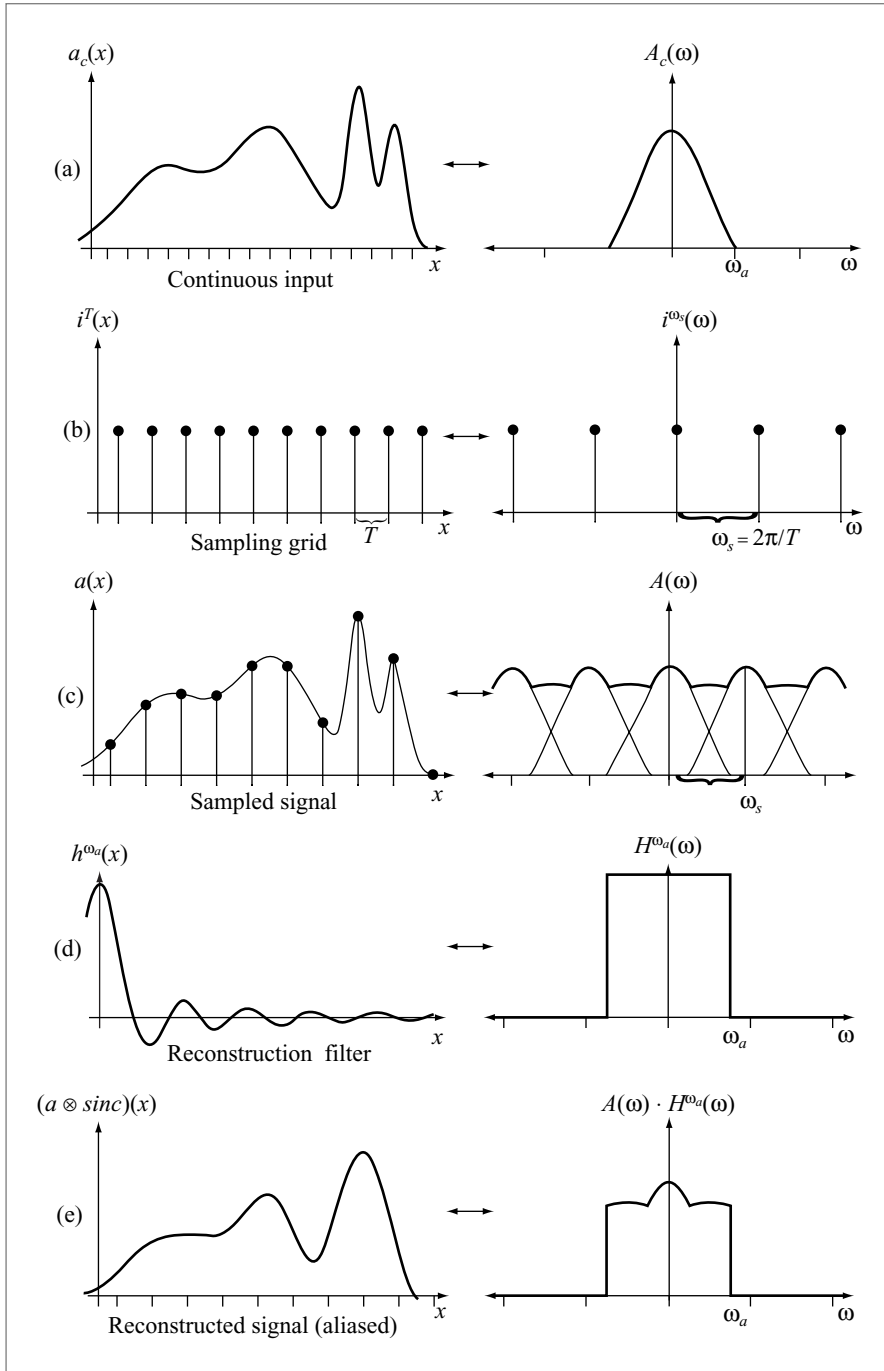 a_c(x)
A_c(ω)
(a)
x
ω_a
ω
Continuous input
i^T(x)
i^{ω_s}(ω)
(b)
T
x
ω
Sampling grid
ω_s = 2π/T
a(x)
A(ω)
(c)
x
Sampled signal
ω_s
h^{ω_a}(x)
H^{ω_a}(ω)
(d)
x
ω_a
ω
Reconstruction filter
(a ⊗ sinc)(x)
A(ω) · H^{ω_a}(ω)
(e)
x
ω_a
ω
Reconstructed signal (aliased)